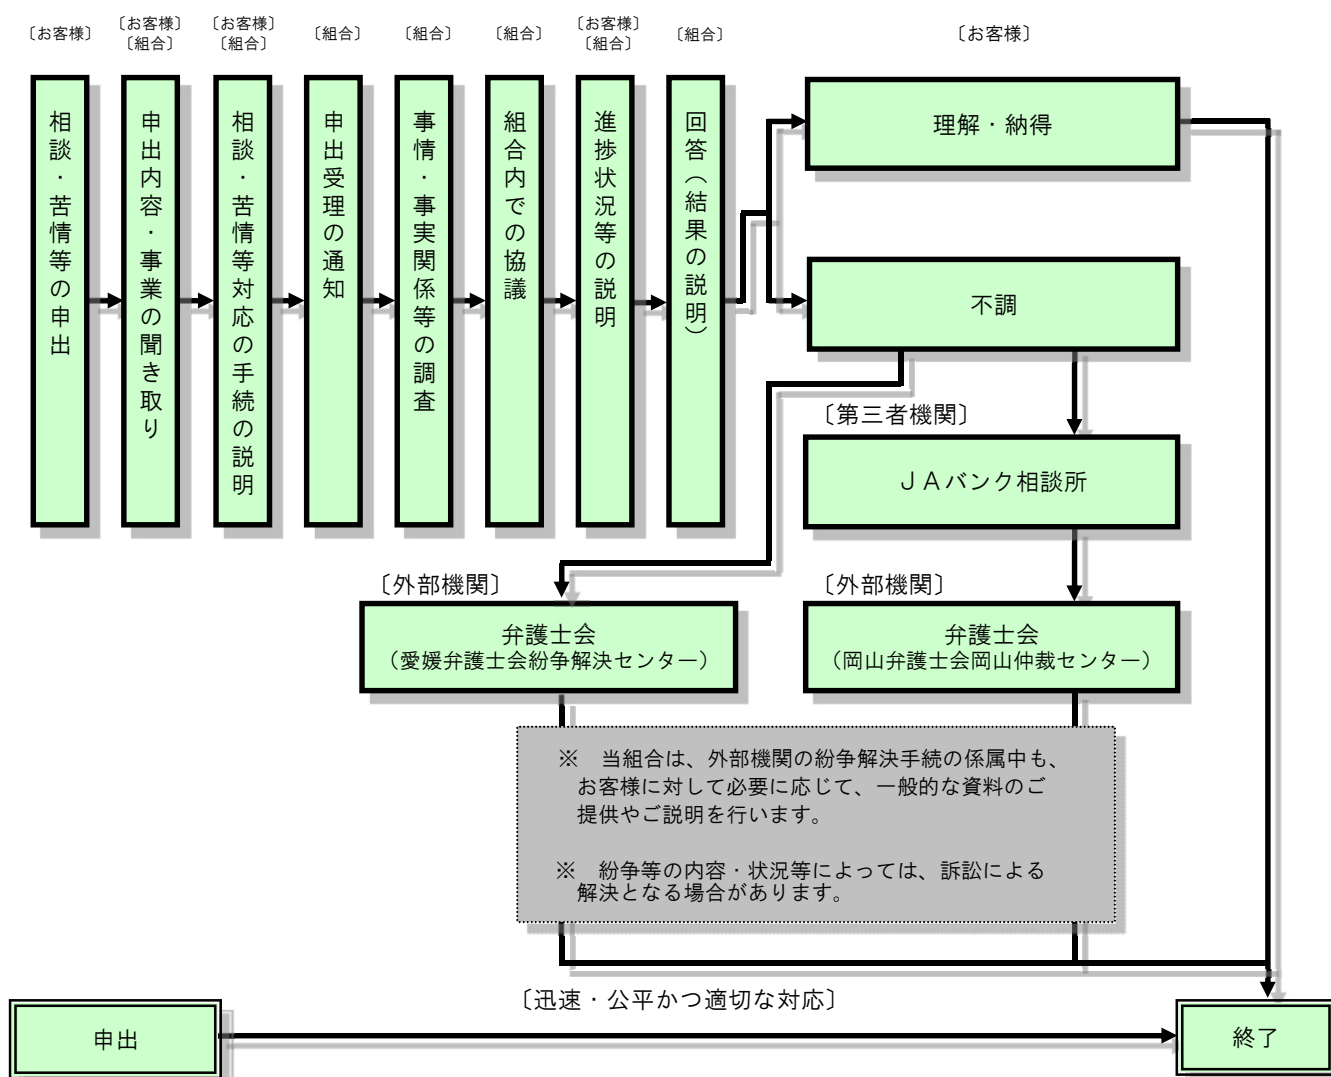 〔お客様〕
〔お客様〕
〔組合〕
〔お客様〕
〔組合〕
〔組合〕
〔組合〕
〔組合〕
〔お客様〕
〔組合〕
〔組合〕
〔お客様〕
相談・苦情等の申出
申出内容・事業の聞き取り
相談・苦情等対応の手続の説明
申出受理の通知
事情・事実関係等の調査
組合内での協議
進捗状況等の説明
回答（結果の説明）
理解・納得
不調
〔第三者機関〕
ＪＡバンク相談所
〔外部機関〕
弁護士会
（愛媛弁護士会紛争解決センター）
〔外部機関〕
弁護士会
（岡山弁護士会岡山仲裁センター）
※　当組合は、外部機関の紛争解決手続の係属中も、
お客様に対して必要に応じて、一般的な資料のご
提供やご説明を行います。
※　紛争等の内容・状況等によっては、訴訟による
解決となる場合があります。
〔迅速・公平かつ適切な対応〕
申出
終了